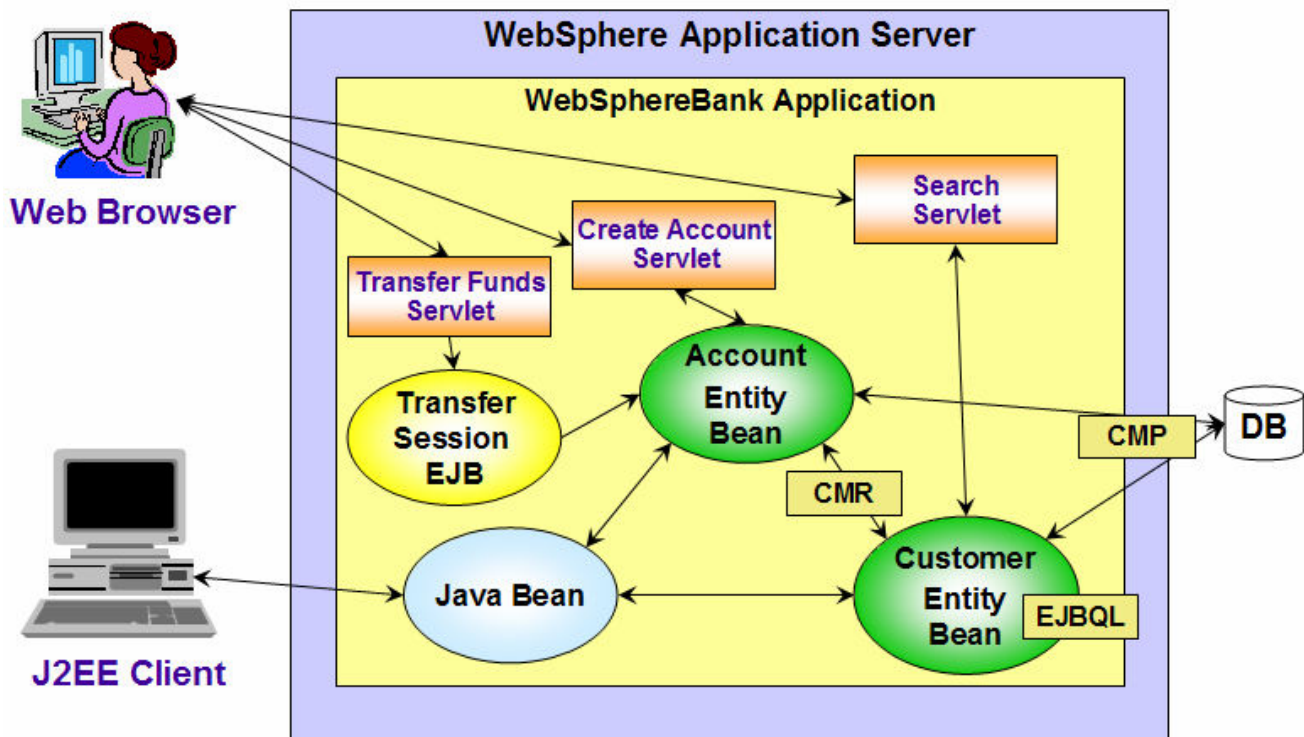 WebSphere Application Server
WebSphereBank Application
Web Browser
Search
Servlet
Create Account
Servlet
Transfer Funds
Servlet
Account
Entity
Bean
Transfer
Session
EJB
CMP
DB
CMR
J2EE Client
Java Bean
Customer
Entity
Bean
EJBQL